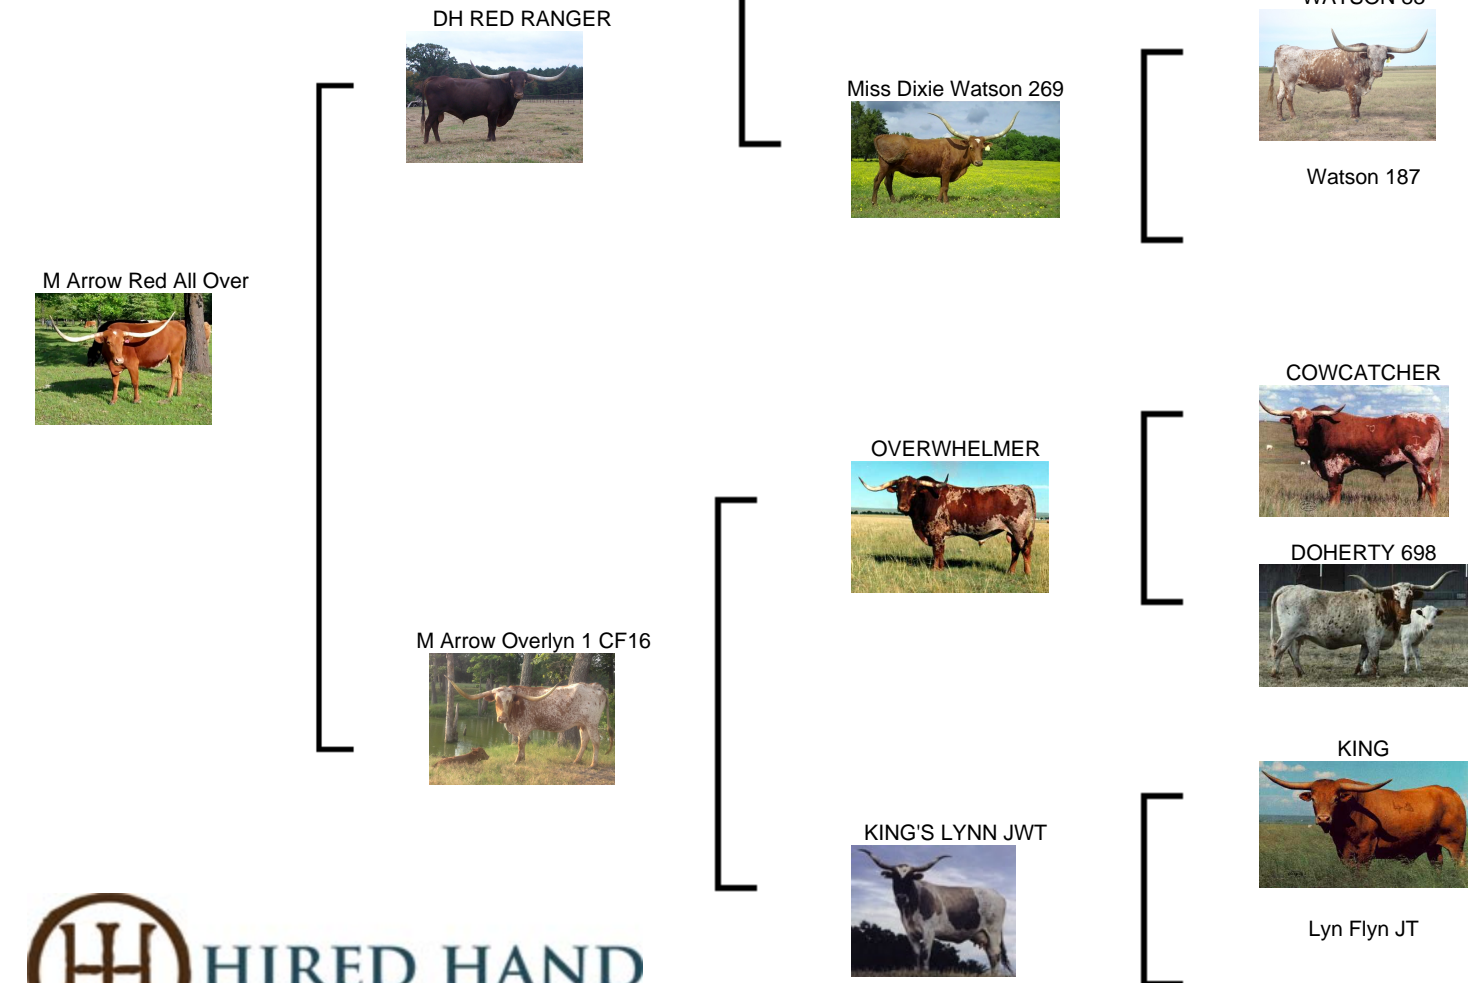 DH RED RANGER
Miss Dixie Watson 269
Watson 187
M Arrow Red All Over
COWCATCHER
OVERWHELMER
DOHERTY 698
M Arrow Overlyn 1 CF16
KING
KING'S LYNN JWT
Lyn Flyn JT
HIRED HAND